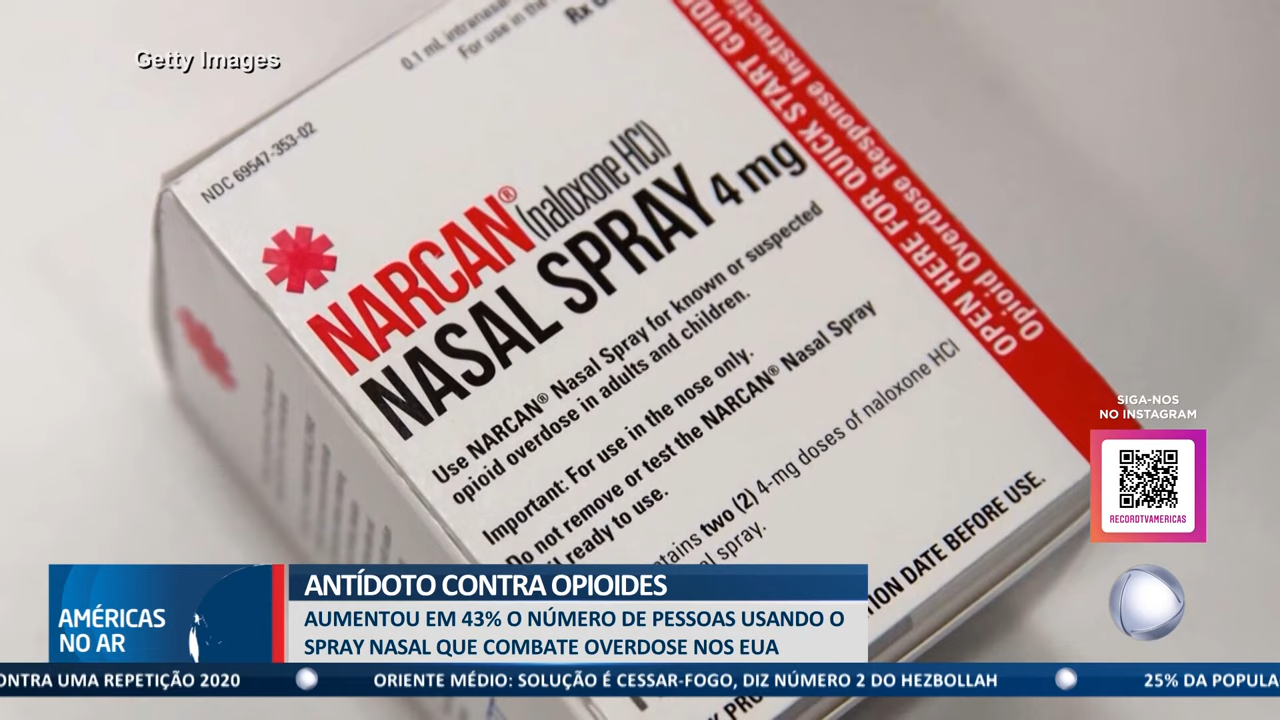 Getty Images
0.1 mL intranasal
For use in the
Rx
NDC 69547-353-02
NARCAN® (naloxone HCl)
NASAL SPRAY 4 mg
Use NARCAN® Nasal Spray for known or suspected
opioid overdose in adults and children.
Important: For use in the nose only.
Do not remove or test the NARCAN® Nasal Spray
ready to use.
two (2) 4-mg doses of naloxone HCl
spray.
DATE BEFORE USE.
OPEN HERE FOR QUICK START GUIDE
Opioid Overdose Response
SIGA-NOS
NO INSTAGRAM
RECORDTVAMERICAS
AMÉRICAS
NO AR
ANTÍDOTO CONTRA OPIOIDES
AUMENTOU EM 43% O NÚMERO DE PESSOAS USANDO O
SPRAY NASAL QUE COMBATE OVERDOSE NOS EUA
ONTRA UMA REPETIÇÃO 2020 ORIENTE MÉDIO: SOLUÇÃO É CESSAR-FOGO, DIZ NÚMERO 2 DO HEZBOLLAH 25% DA POPULA